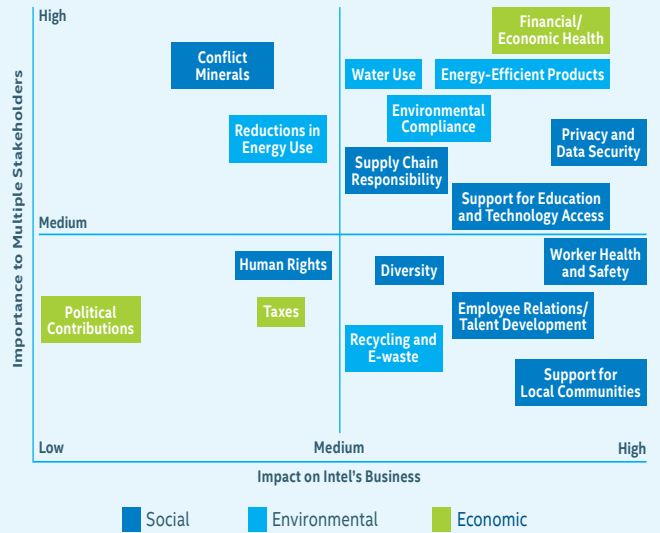 High
Financial/
Economic Health
Conflict
Minerals
Water Use
Energy-Efficient Products
Environmental
Compliance
Reductions in
Energy Use
Privacy and
Data Security
Supply Chain
Responsibility
Support for Education
and Technology Access
Importance to Multiple Stakeholders
Medium
Human Rights
Diversity
Worker Health
and Safety
Political
Contributions
Taxes
Employee Relations/
Talent Development
Recycling and
E-waste
Support for
Local Communities
Low
Medium
High
Impact on Intel's Business
Social
Environmental
Economic